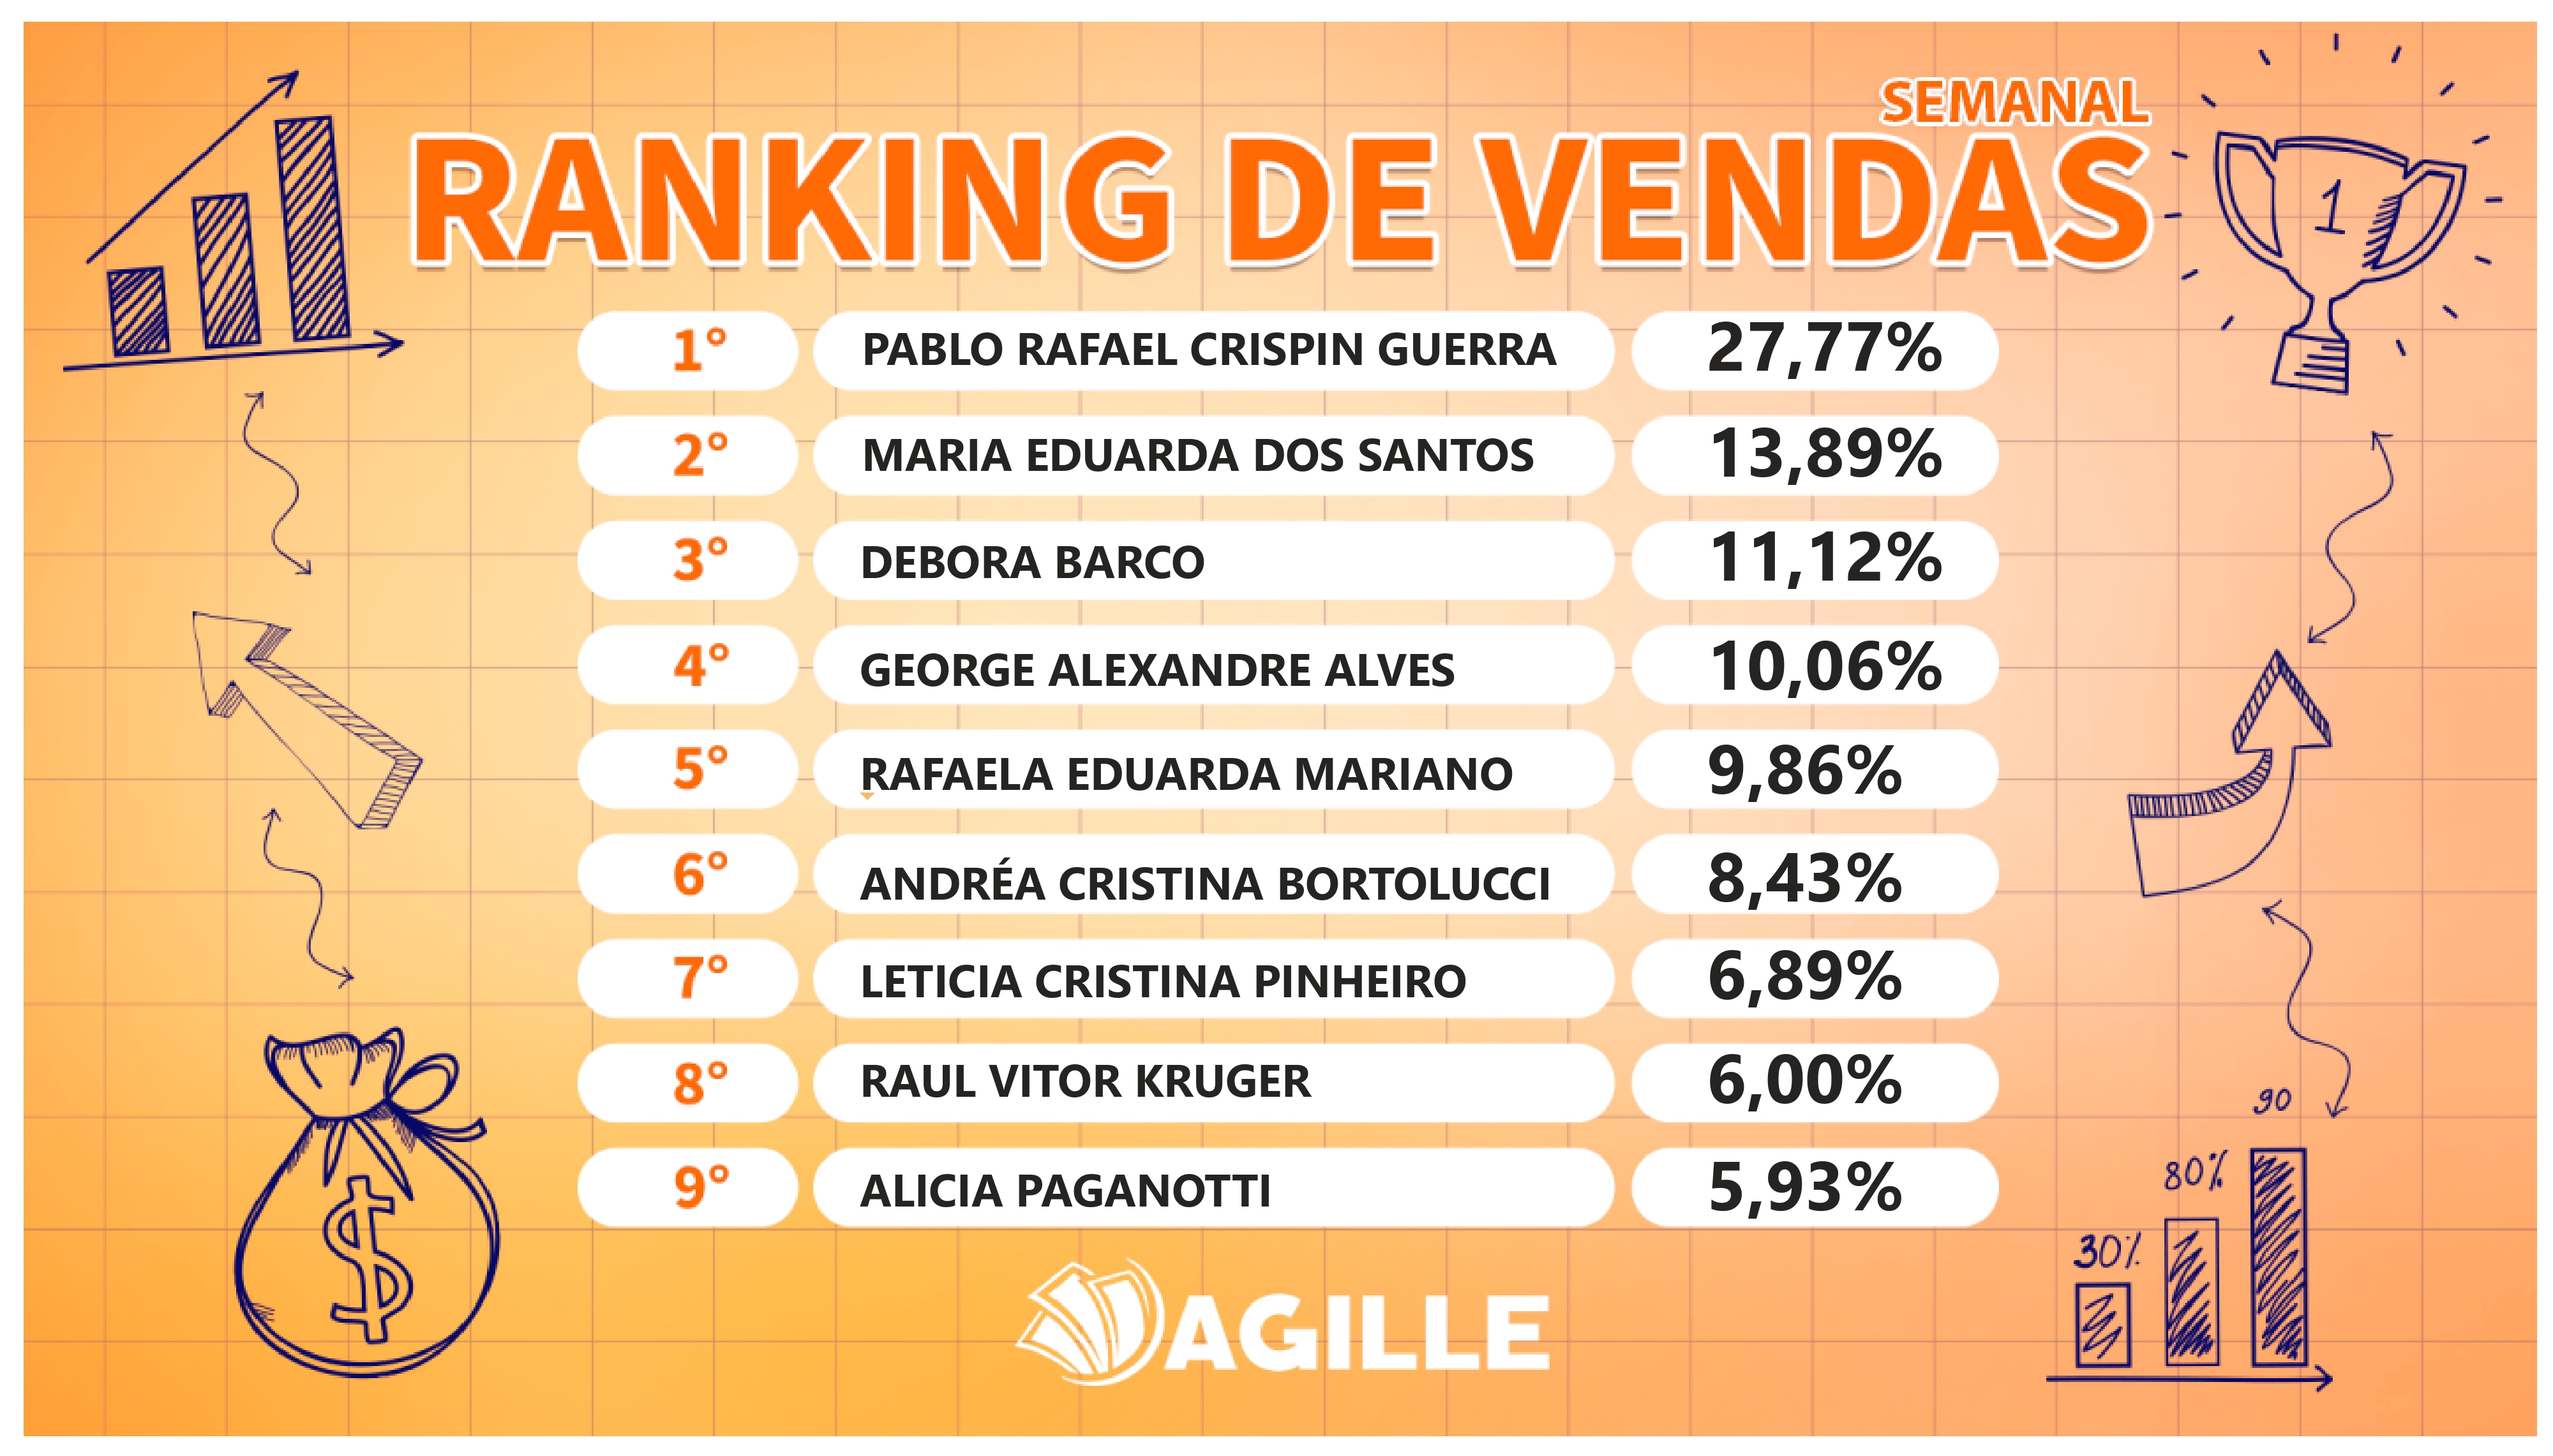 SEMANAL
RANKING DE VENDAS
1
1° PABLO RAFAEL CRISPIN GUERRA 27,77%
2° MARIA EDUARDA DOS SANTOS 13,89%
3° DEBORA BARCO 11,12%
4° GEORGE ALEXANDRE ALVES 10,06%
5° RAFAELA EDUARDA MARIANO 9,86%
6° ANDRÉA CRISTINA BORTOLUCCI 8,43%
7° LETICIA CRISTINA PINHEIRO 6,89%
8° RAUL VITOR KRUGER 6,00%
9° ALICIA PAGANOTTI 5,93%
$
90
80%
30%
AGILLE